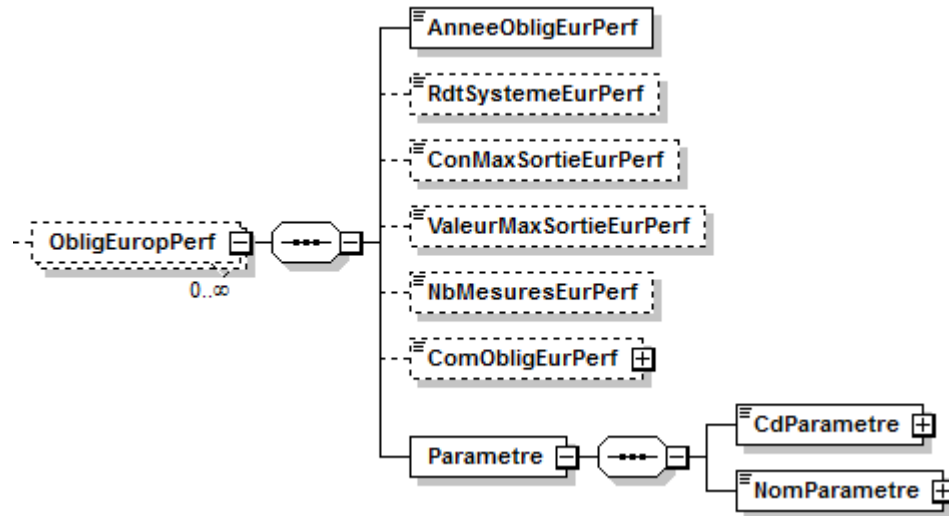 AnneeObligEurPerf
RdtSystemeEurPerf
ConMaxSortieEurPerf
ValeurMaxSortieEurPerf
ObligEuropPerf
0..∞
NbMesuresEurPerf
ComObligEurPerf
CdParametre
Parametre
NomParametre